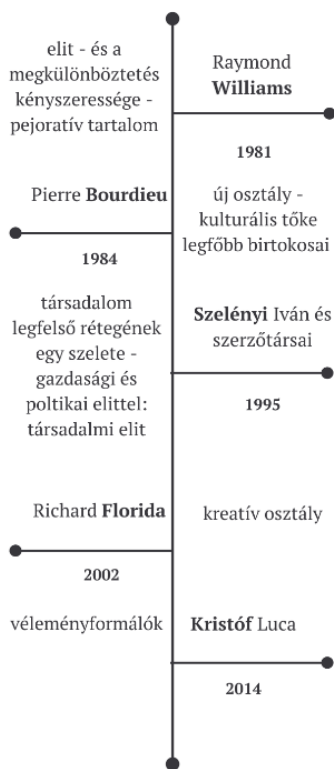 elit - és a
megkülönböztetés
kényszeressége -
pejoratív tartalom
Raymond
Williams
1981
Pierre Bourdieu
1984
új osztály -
kulturális tőke
legfőbb birtokosai
társadalom
legfelső rétegének
egy szelete -
gazdasági és
poltikai elittel:
társadalmi elit
Szelényi Iván és
szerzőtársai
1995
Richard Florida
2002
kreatív osztály
véleményformálók
Kristóf Luca
2014